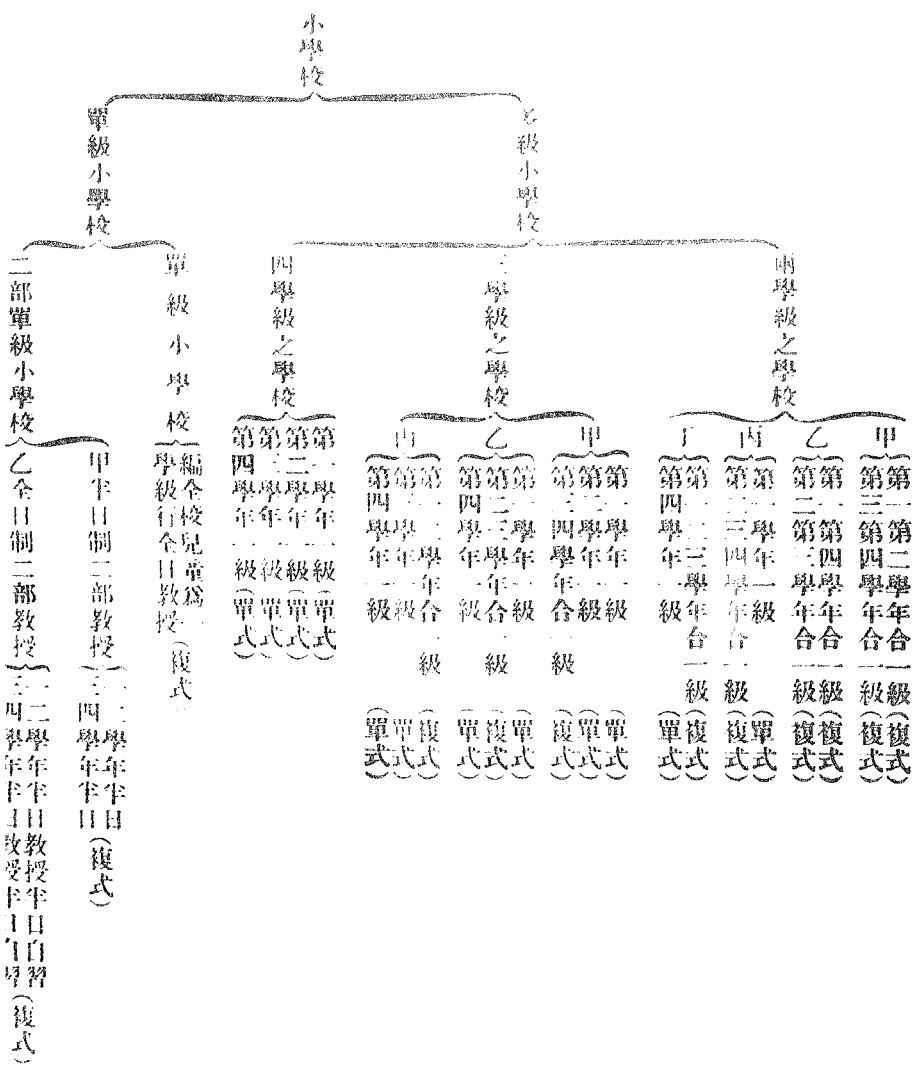 小學校
級小學校
兩學級之學校
甲
第一第二學年合一級(複式)
第三第四學年合一級(複式)
乙
第一第四學年合一級(複式)
第二第三學年合一級(複式)
丙
第一學年一級(單式)
第二三四學年合一級(複式)
丁
第一二三學年合一級(複式)
第四學年一級(單式)
三學級之學校
甲
第一學年一級(單式)
第二學年一級(單式)
第三四學年合一級(複式)
乙
第一學年一級(單式)
第二三學年合一級(複式)
第四學年一級(單式)
丙
第一二學年合一級(複式)
第三學年一級(單式)
第四學年一級(單式)
四學級之學校
第一學年一級(單式)
第二學年一級(單式)
第三學年一級(單式)
第四學年一級(單式)
單級小學校
單級小學校
編全校兒童爲一
學級行全日教授(複式)
二部單級小學校
甲半日制二部教授
一二學年半日
三四學年半日(複式)
乙全日制二部教授
一二學年半日教授半日自習
三四學年半日教授半日自習(複式)